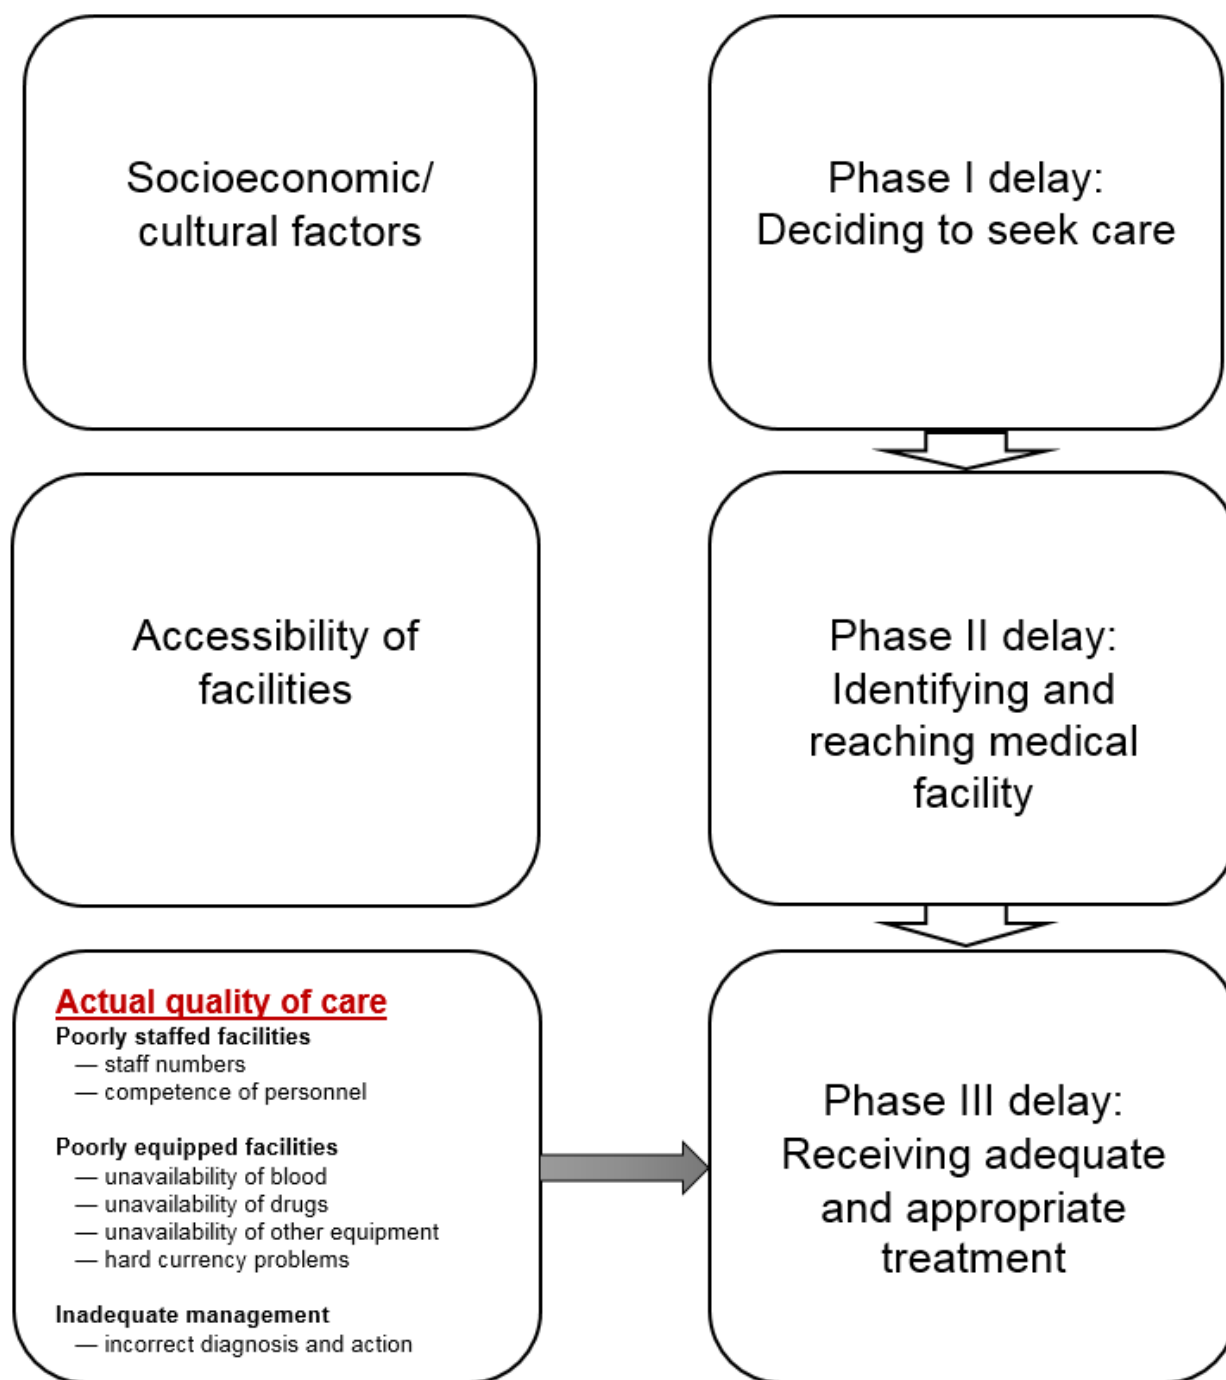 Socioeconomic/
cultural factors
Phase I delay:
Deciding to seek care
Accessibility of
facilities
Phase II delay:
Identifying and
reaching medical
facility
Actual quality of care
Poorly staffed facilities
— staff numbers
— competence of personnel
Poorly equipped facilities
— unavailability of blood
— unavailability of drugs
— unavailability of other equipment
— hard currency problems
Inadequate management
— incorrect diagnosis and action
Phase III delay:
Receiving adequate
and appropriate
treatment